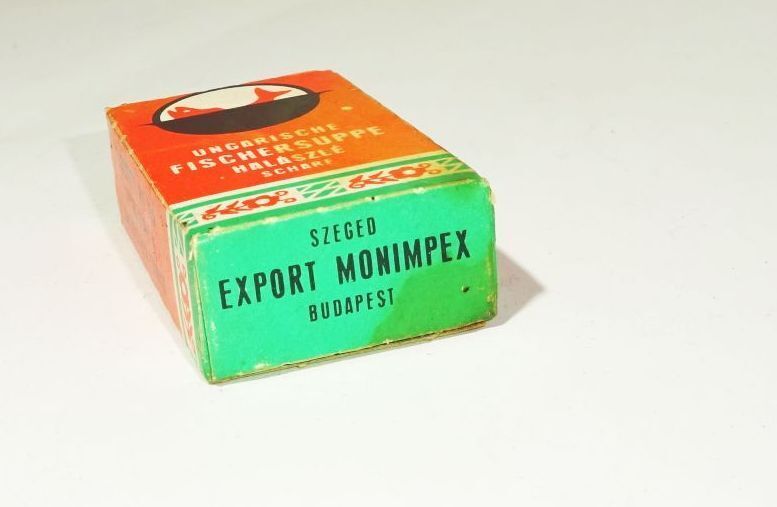 UNGARISCHE
FISCHERSUPPE
HALÁSZLÉ
SCHARF
SZEGED
EXPORT MONIMPEX
BUDAPEST